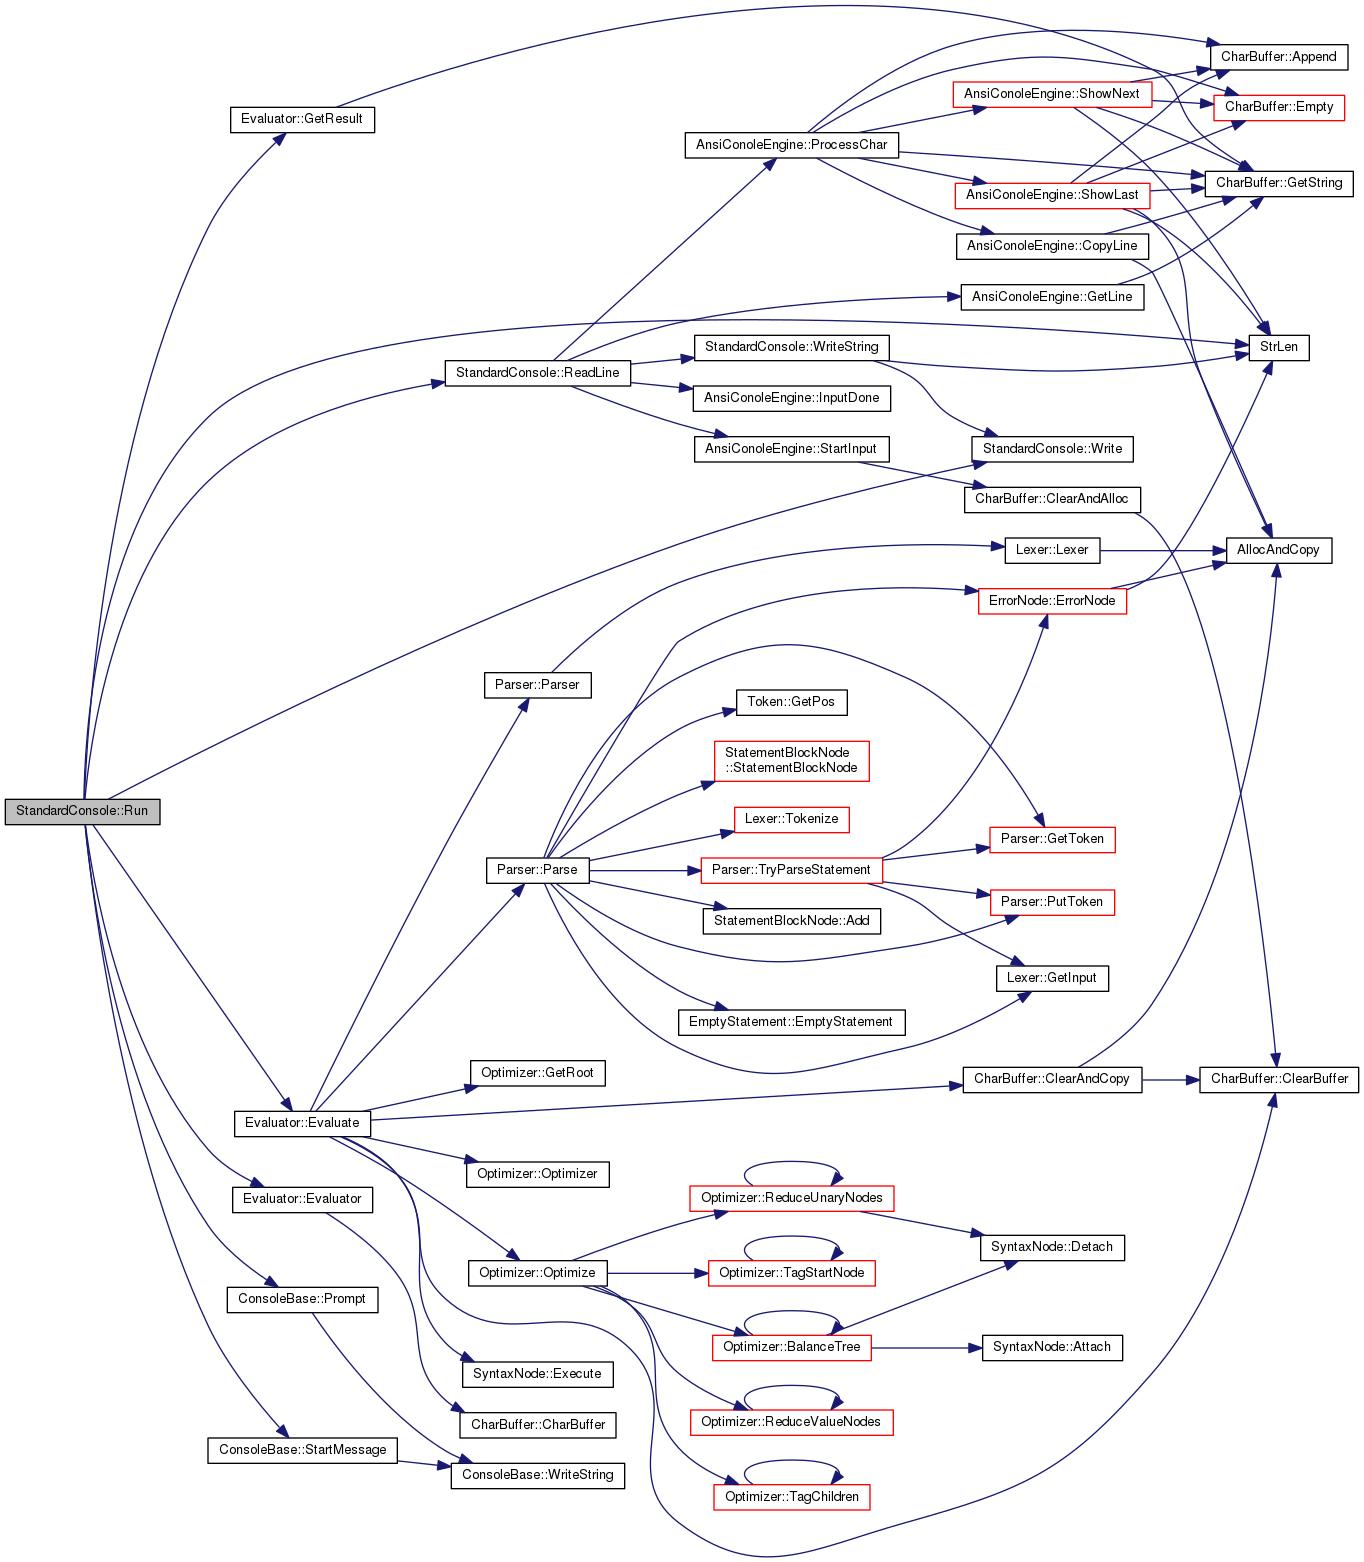 CharBuffer::Append
AnsiConoleEngine::ShowNext
CharBuffer::Empty
Evaluator::GetResult
AnsiConoleEngine::ProcessChar
CharBuffer::GetString
AnsiConoleEngine::ShowLast
AnsiConoleEngine::CopyLine
AnsiConoleEngine::GetLine
StandardConsole::WriteString
StrLen
StandardConsole::ReadLine
AnsiConoleEngine::InputDone
AnsiConoleEngine::StartInput
StandardConsole::Write
CharBuffer::ClearAndAlloc
Lexer::Lexer
AllocAndCopy
ErrorNode::ErrorNode
Parser::Parser
Token::GetPos
StatementBlockNode
::StatementBlockNode
StandardConsole::Run
Lexer::Tokenize
Parser::GetToken
Parser::Parse
Parser::TryParseStatement
Parser::PutToken
StatementBlockNode::Add
Lexer::GetInput
EmptyStatement::EmptyStatement
Optimizer::GetRoot
CharBuffer::ClearAndCopy
CharBuffer::ClearBuffer
Evaluator::Evaluate
Optimizer::Optimizer
Evaluator::Evaluator
Optimizer::ReduceUnaryNodes
SyntaxNode::Detach
Optimizer::Optimize
Optimizer::TagStartNode
ConsoleBase::Prompt
Optimizer::BalanceTree
SyntaxNode::Attach
SyntaxNode::Execute
CharBuffer::CharBuffer
Optimizer::ReduceValueNodes
ConsoleBase::StartMessage
ConsoleBase::WriteString
Optimizer::TagChildren